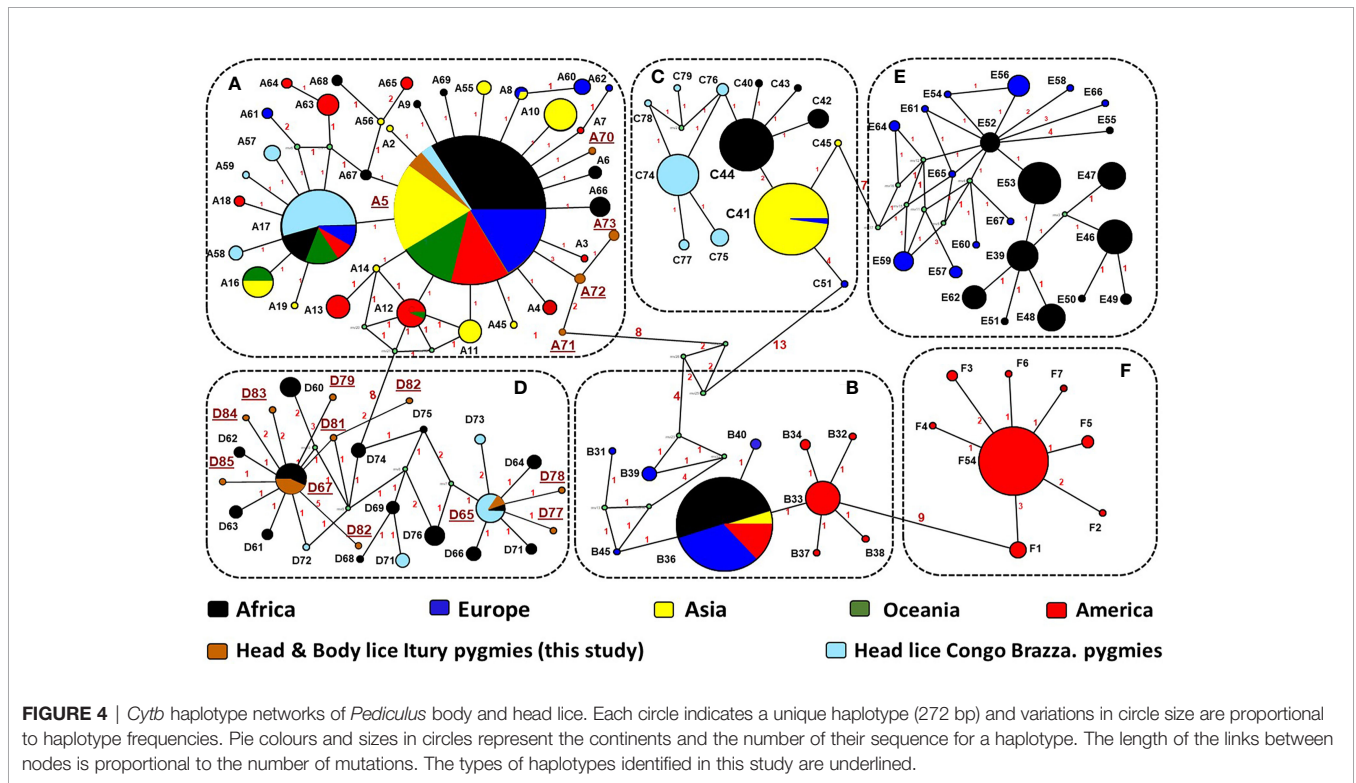 A
C
E
B
D
F
A64
A68
A65
A69
A55
A8
A60
A62
A63
A9
A10
A61
A56
A2
A7
A70
A57
A6
A59
A67
A66
A5
A18
A17
A73
A3
A58
A14
A72
A16
A19
A13
A12
A4
A45
A11
A71
C79
C76
C40
C43
C42
C78
C45
C74
C44
C41
C77
C75
C51
E56
E58
E54
E61
E66
E64
E52
E55
E65
E53
E47
E67
E46
E60
E39
E59
E57
E62
E50
E49
E51
E48
D83
D60
D79
D82
D84
D81
D75
D73
D62
D74
D64
D85
D78
D67
D65
D69
D77
D63
D82
D76
D61
D72
D68
D71
D66
D71
B31
B40
B34
B32
B39
B33
B45
B36
B37
B38
F3
F6
F7
F4
F5
F54
F2
F1
7
8
13
8
4
9
Africa Europe Asia Oceania America
Head & Body lice Itury pygmies (this study) Head lice Congo Brazza. pygmies
FIGURE 4 | Cytb haplotype networks of Pediculus body and head lice. Each circle indicates a unique haplotype (272 bp) and variations in circle size are proportional
to haplotype frequencies. Pie colours and sizes in circles represent the continents and the number of their sequence for a haplotype. The length of the links between
nodes is proportional to the number of mutations. The types of haplotypes identified in this study are underlined.